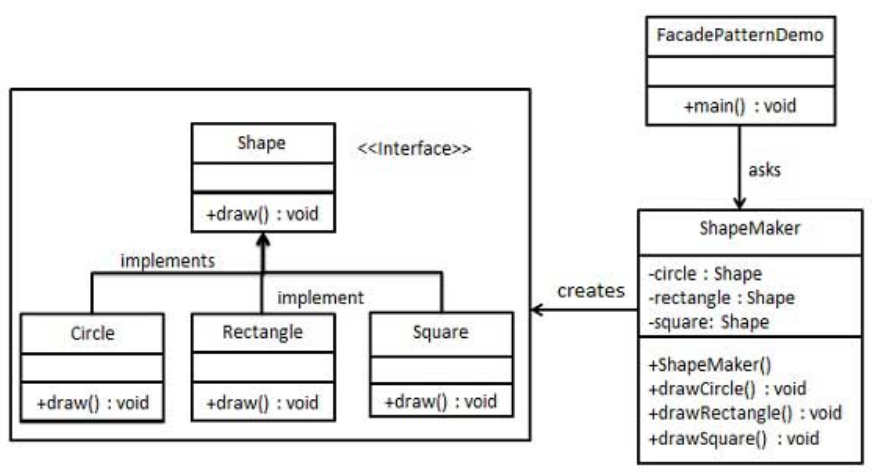 FacadePatternDemo
+main() : void
asks
Shape
<<Interface>>
+draw() : void
implements
implement
Circle
+draw() : void
Rectangle
+draw() : void
Square
+draw() : void
creates
ShapeMaker
-circle : Shape
-rectangle : Shape
-square: Shape
+ShapeMaker()
+drawCircle() : void
+drawRectangle() : void
+drawSquare() : void